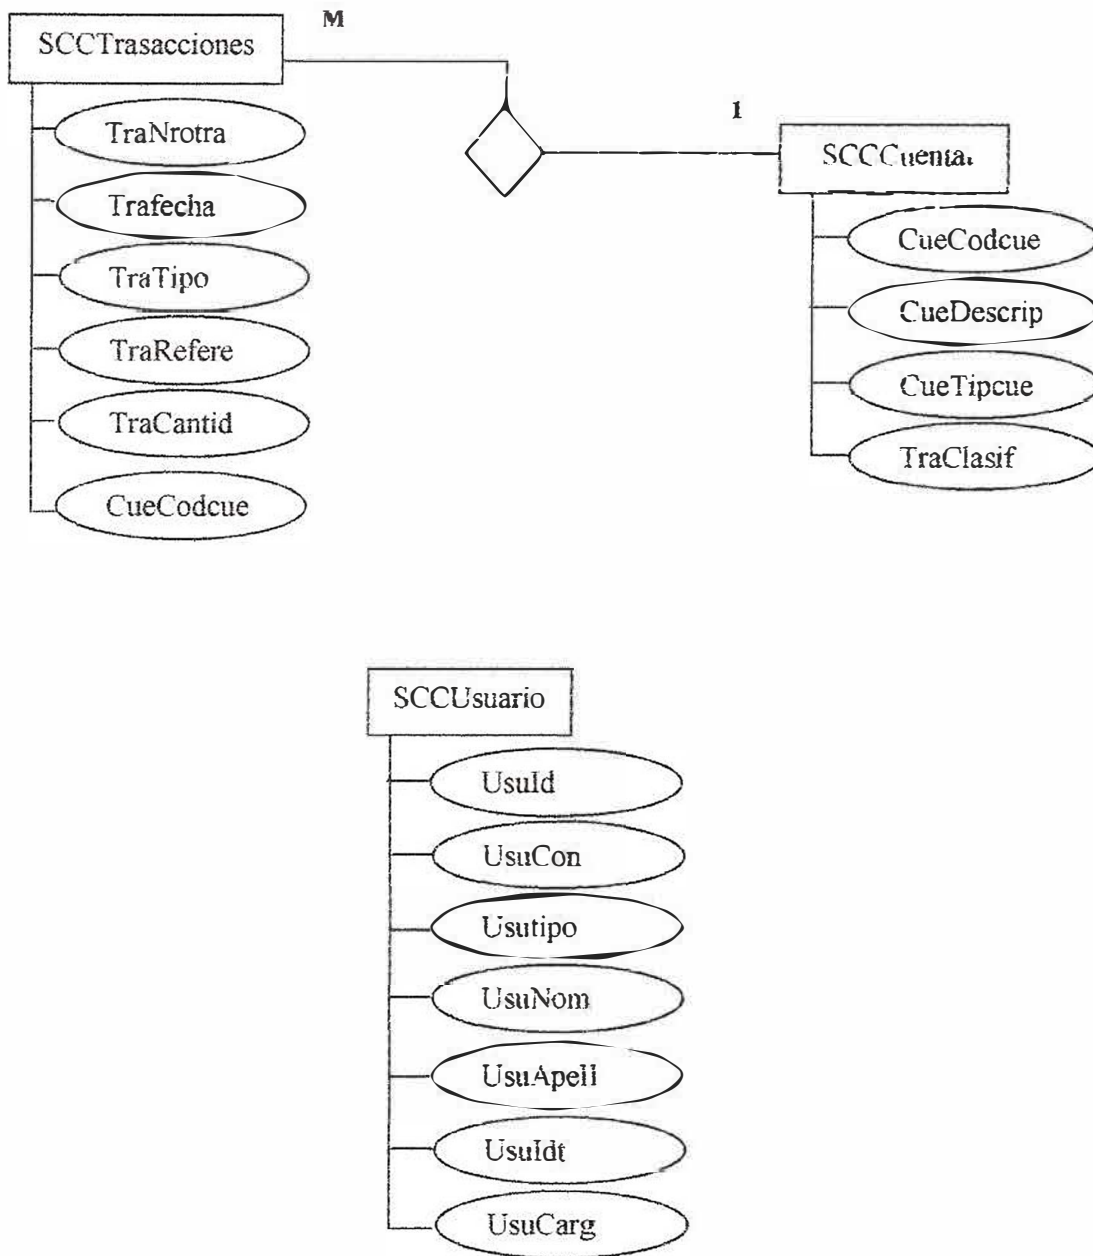 M
SCCTrasacciones
TraNrotra
Trafecha
TraTipo
TraRefere
TraCantid
CueCodcue
1
CueCodcue
CueDescrip
CueTipcue
TraClasif
SCCUsuario
UsuId
UsuCon
Usutipo
UsuNom
UsuApell
UsuIdt
UsuCarg